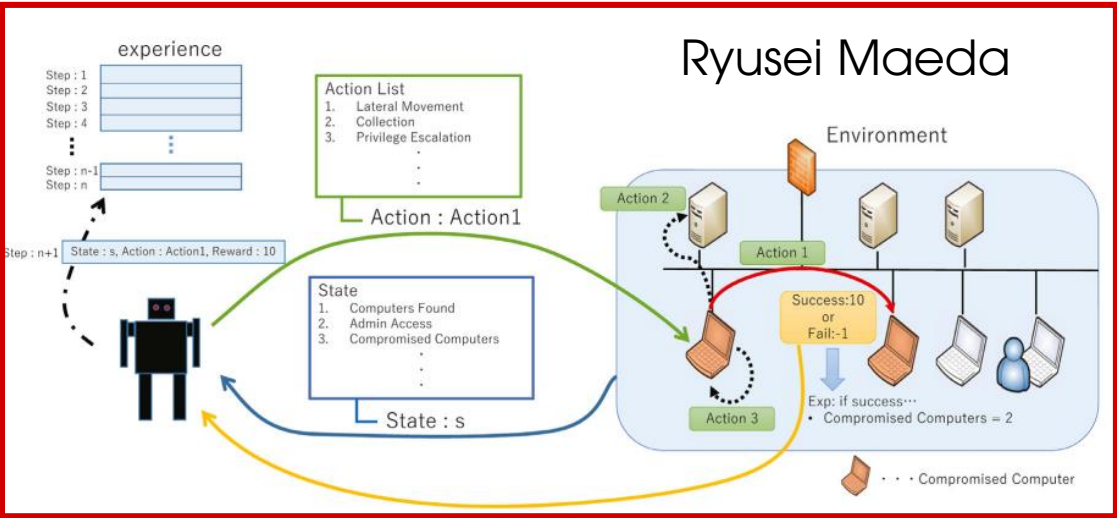 Ryusei Maeda
experience
Step : 1
Step : 2
Step : 3
Step : 4
Step : n-1
Step : n
Step : n+1
State : s, Action : Action1, Reward : 10
Action List
1. Lateral Movement
2. Collection
3. Privilege Escalation
Action : Action1
State
1. Computers Found
2. Admin Access
3. Compromised Computers
State : s
Environment
Action 2
Action 1
Success:10
or
Fail:-1
Action 3
Exp: if success…
• Compromised Computers = 2
・・・Compromised Computer